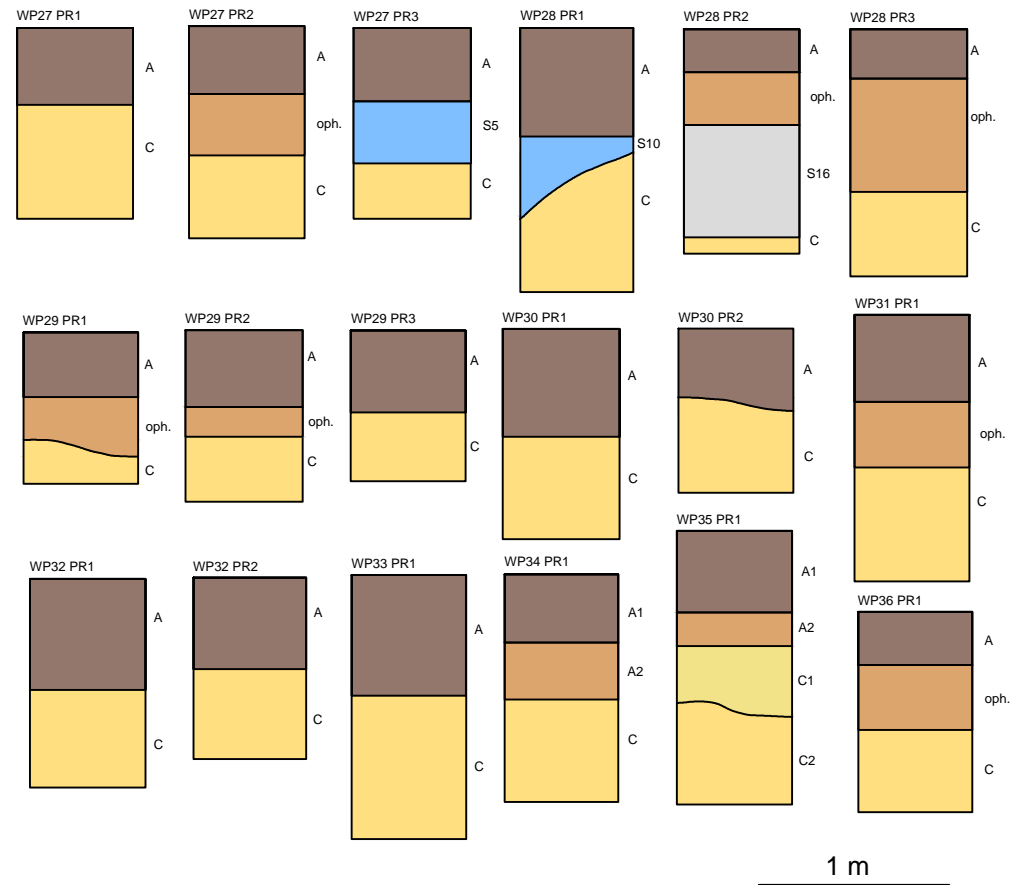 WP27 PR1
A
C
WP27 PR2
A
oph.
C
WP27 PR3
A
S5
C
WP28 PR1
A
S10
C
WP28 PR2
A
oph.
S16
C
WP28 PR3
A
oph.
C
WP29 PR1
A
oph.
C
WP29 PR2
A
oph.
C
WP29 PR3
A
C
WP30 PR1
A
C
WP30 PR2
A
C
WP31 PR1
A
oph.
C
WP32 PR1
A
C
WP32 PR2
A
C
WP33 PR1
A
C
WP34 PR1
A1
A2
C
WP35 PR1
A1
A2
C1
C2
WP36 PR1
A
oph.
C
1 m